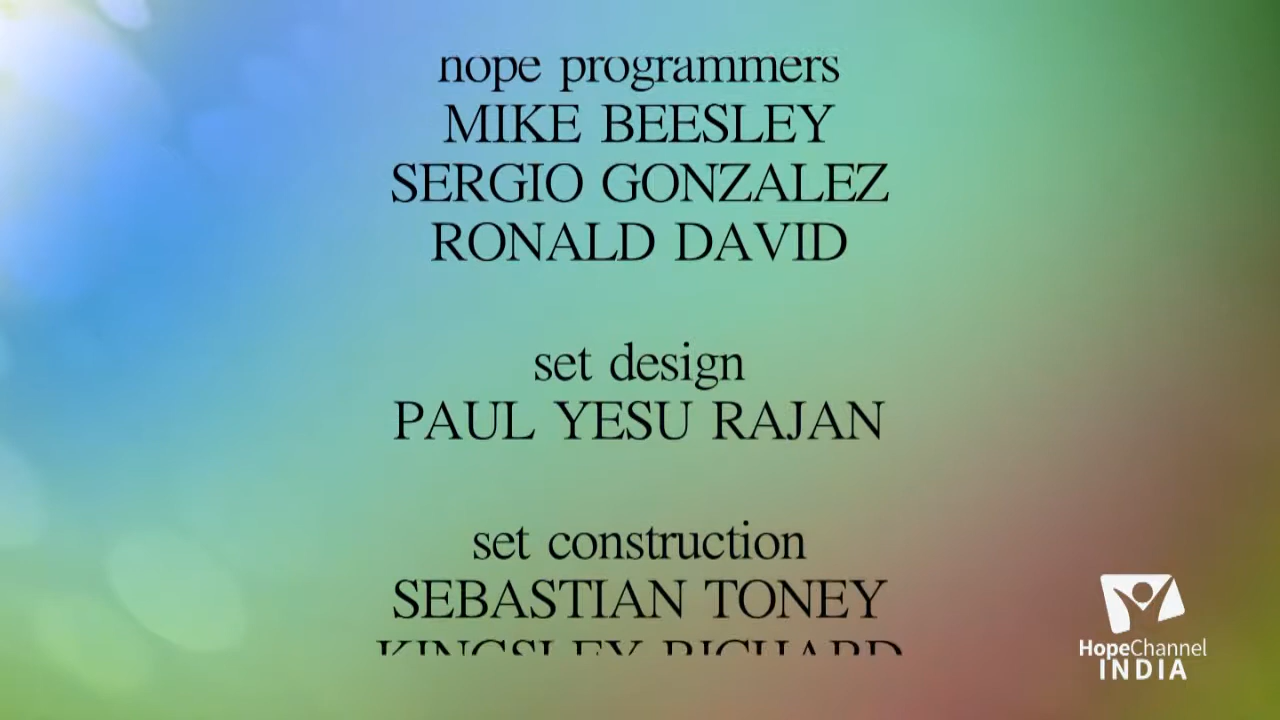 programmers
MIKE BEESLEY
SERGIO GONZALEZ
RONALD DAVID
set design
PAUL YESU RAJAN
set construction
SEBASTIAN TONEY
KINGSLEY RICHARD
HopeChannel
INDIA